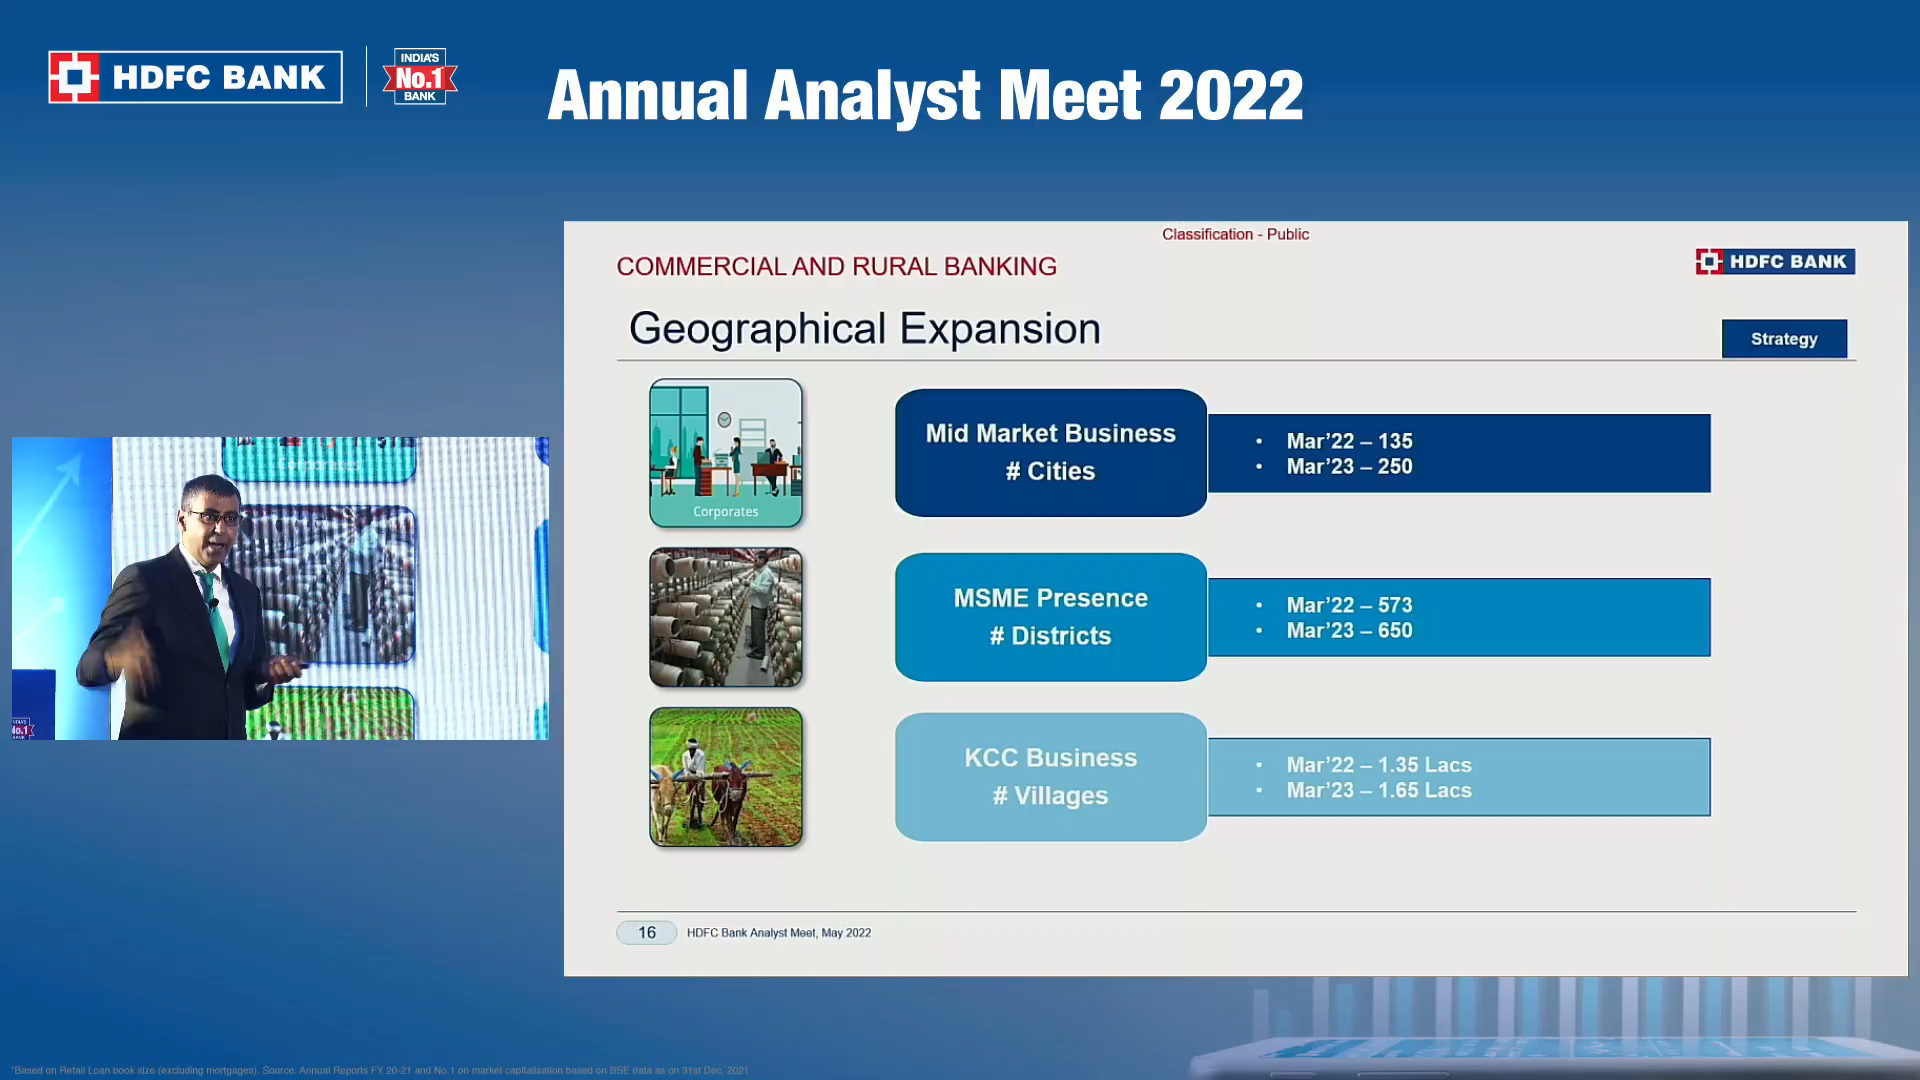 HDFC BANK
INDIA'S
No.1
BANK
Annual Analyst Meet 2022
Classification - Public
COMMERCIAL AND RURAL BANKING
HDFC BANK
Geographical Expansion
Strategy
Corporates
Mid Market Business
# Cities
• Mar'22 – 135
• Mar'23 – 250
MSME Presence
# Districts
• Mar'22 – 573
• Mar'23 – 650
KCC Business
# Villages
• Mar'22 – 1.35 Lacs
• Mar'23 – 1.65 Lacs
16
HDFC Bank Analyst Meet, May 2022
Corporates
*Based on Retail Loan book size (excluding mortgages). Source: Annual Reports FY 20-21 and No.1 on market capitalisation based on BSE data as on 31st Dec, 2021